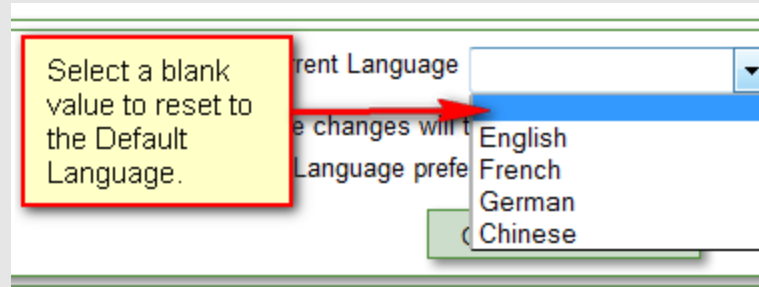 Select a blank
value to reset to
the Default
Language.
rent Language
e changes will t
Language prefe
English
French
German
Chinese